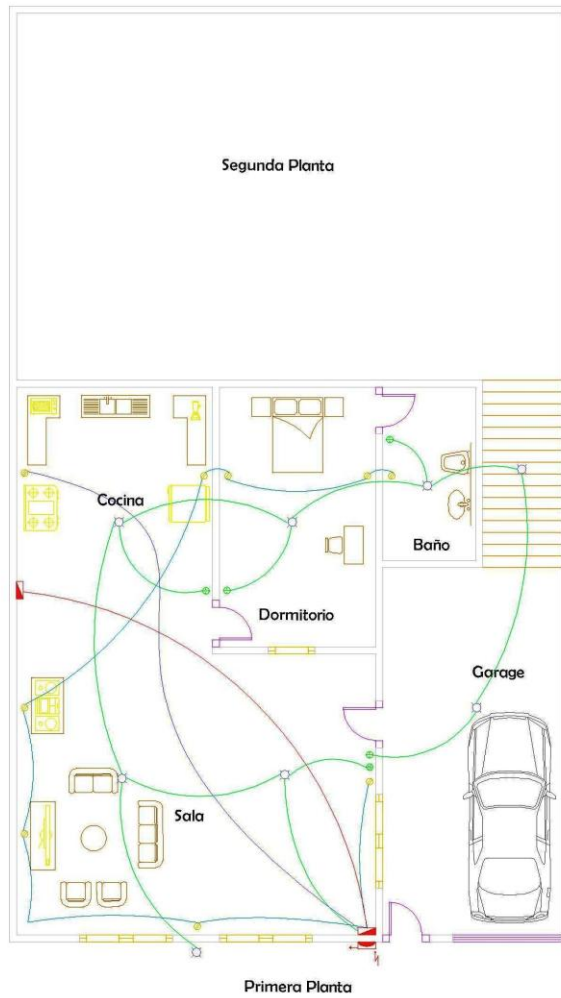 Segunda Planta
Cocina
Baño
Dormitorio
Garage
Sala
Primera Planta